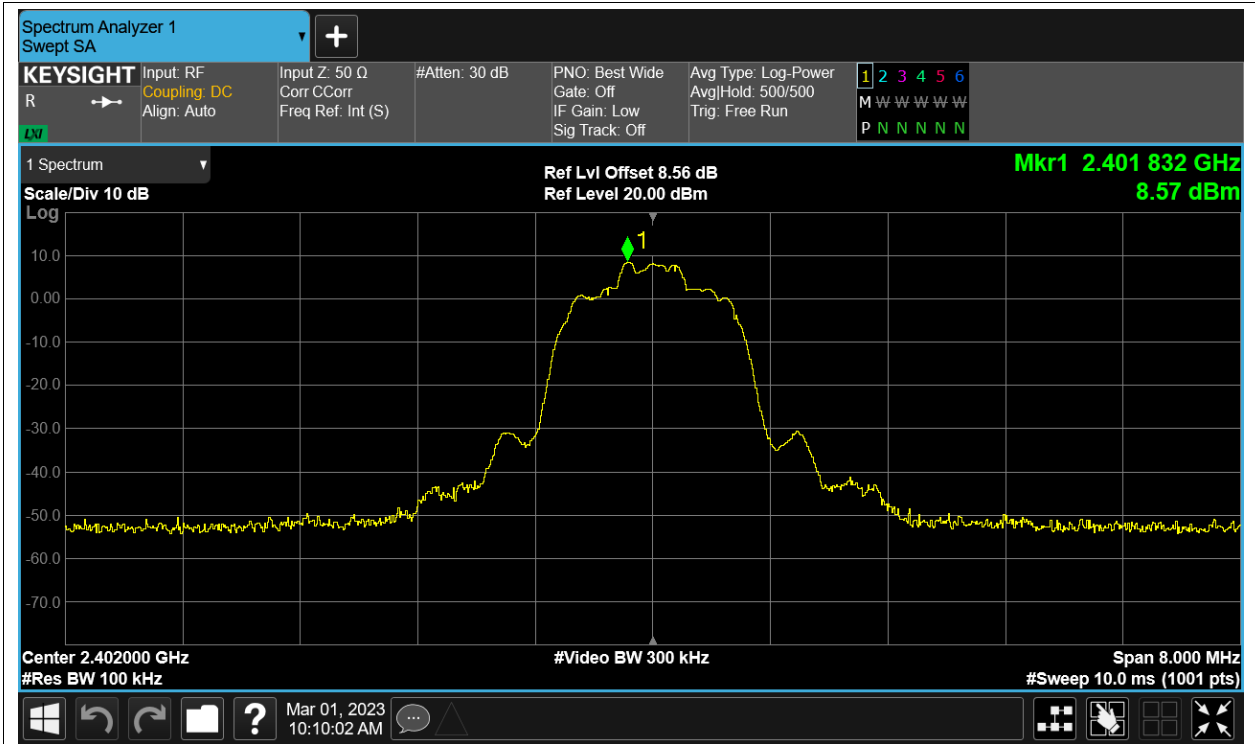 Spectrum Analyzer 1
Swept SA
KEYSIGHT
R
LXI
Input: RF
Coupling: DC
Align: Auto
Input Z: 50 Ω
Corr CCorr
Freq Ref: Int (S)
#Atten: 30 dB
PNO: Best Wide
Gate: Off
IF Gain: Low
Sig Track: Off
Avg Type: Log-Power
Avg|Hold: 500/500
Trig: Free Run
1 2 3 4 5 6
M W W W W W
P N N N N N
1 Spectrum
Scale/Div 10 dB
Log
Ref Lvl Offset 8.56 dB
Ref Level 20.00 dBm
Mkr1 2.401 832 GHz
8.57 dBm
1
10.0
0.00
-10.0
-20.0
-30.0
-40.0
-50.0
-60.0
-70.0
Center 2.402000 GHz
#Video BW 300 kHz
Span 8.000 MHz
#Res BW 100 kHz
#Sweep 10.0 ms (1001 pts)
?
Mar 01, 2023
10:10:02 AM